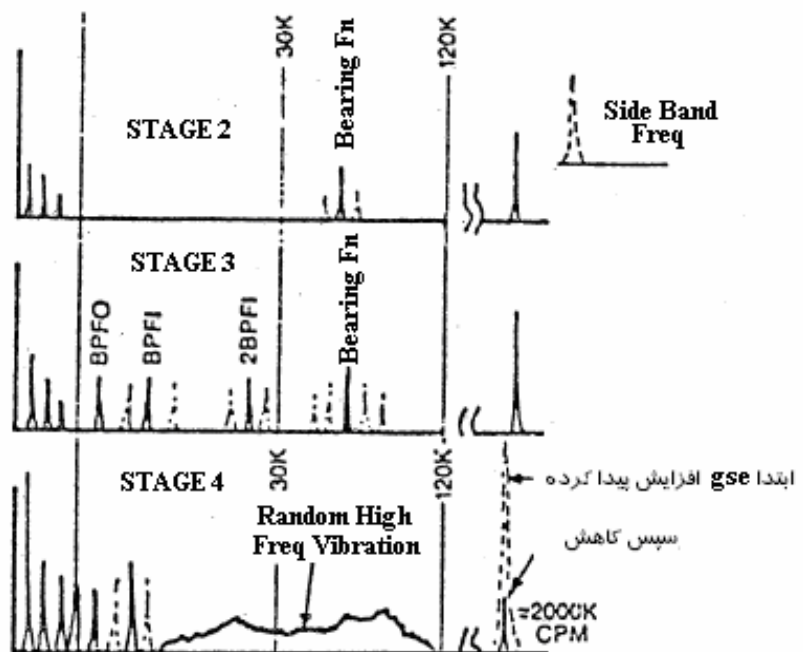 STAGE 2
30K
Bearing Fn
120K
Side Band
Freq
STAGE 3
BPFO
BPFI
2BPFI
Bearing Fn
STAGE 4
30K
120K
Random High
Freq Vibration
ابتدا gse افزایش پیدا کرده
سپس کاهش
≈2000K
CPM